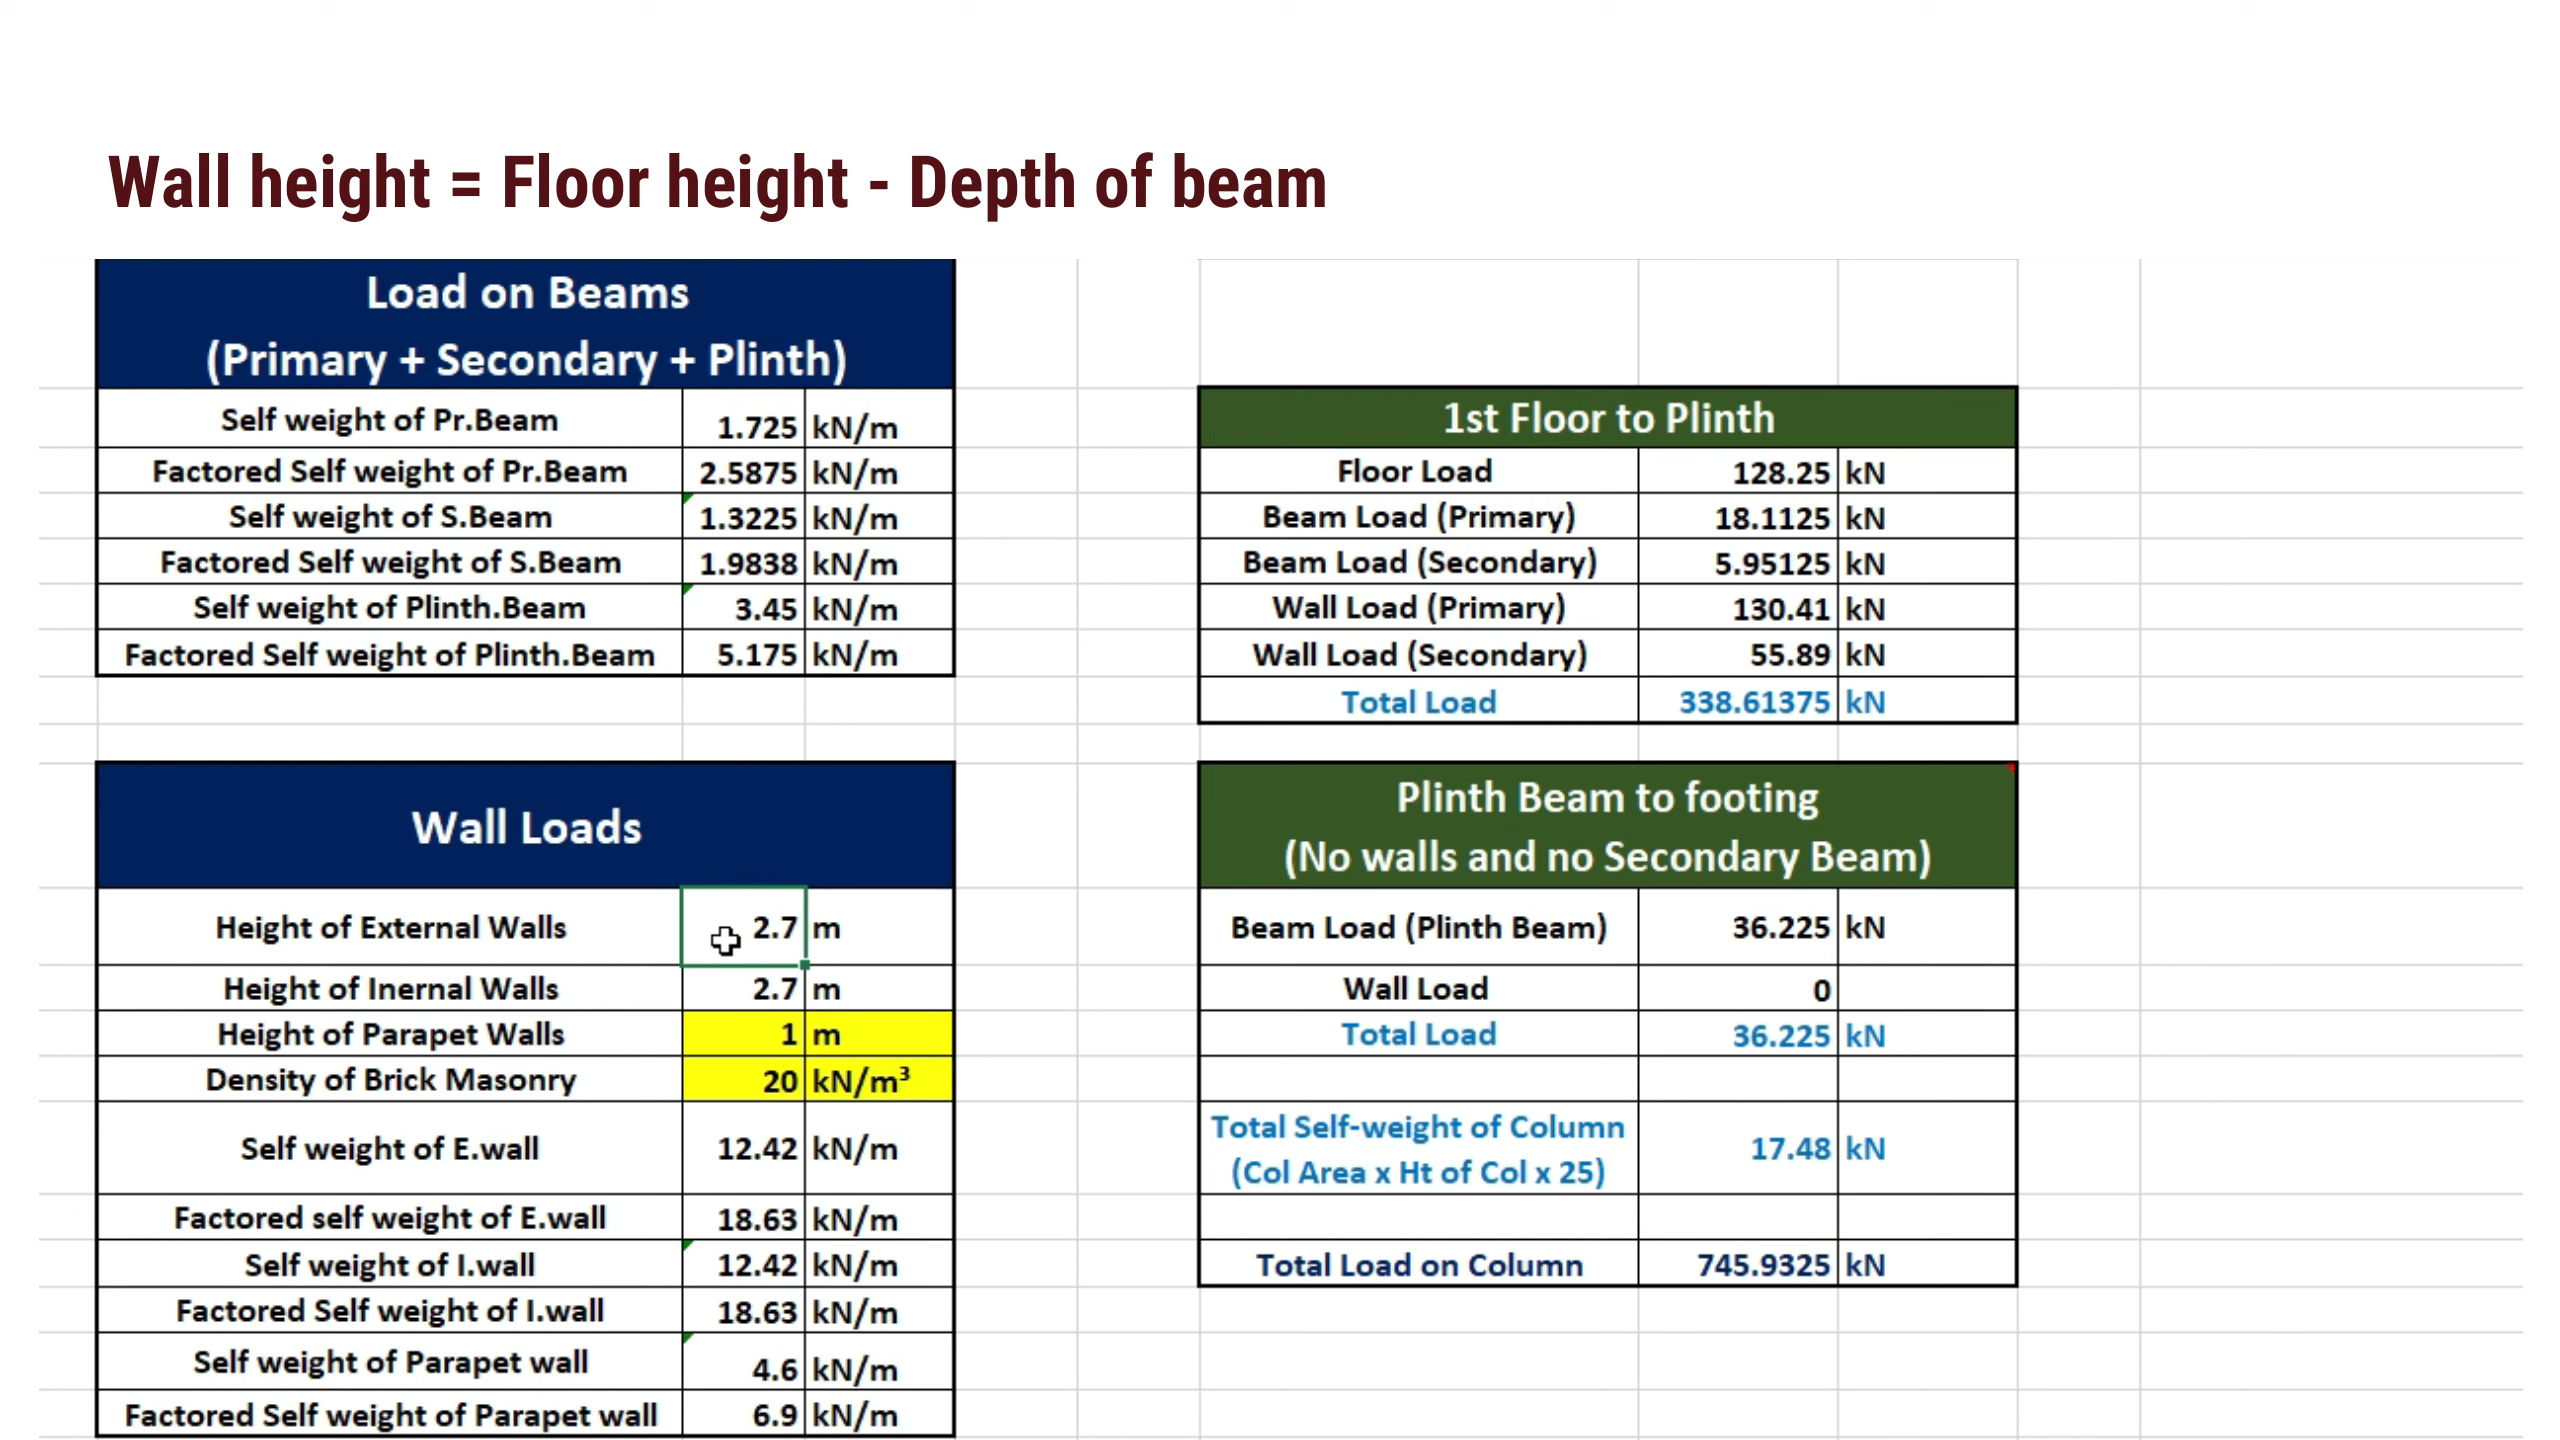 Wall height = Floor height - Depth of beam
Load on Beams
(Primary + Secondary + Plinth)
Self weight of Pr.Beam 1.725 kN/m
Factored Self weight of Pr.Beam 2.5875 kN/m
Self weight of S.Beam 1.3225 kN/m
Factored Self weight of S.Beam 1.9838 kN/m
Self weight of Plinth.Beam 3.45 kN/m
Factored Self weight of Plinth.Beam 5.175 kN/m
Wall Loads
Height of External Walls 2.7 m
Height of Inernal Walls 2.7 m
Height of Parapet Walls 1 m
Density of Brick Masonry 20 kN/m³
Self weight of E.wall 12.42 kN/m
Factored self weight of E.wall 18.63 kN/m
Self weight of I.wall 12.42 kN/m
Factored Self weight of I.wall 18.63 kN/m
Self weight of Parapet wall 4.6 kN/m
Factored Self weight of Parapet wall 6.9 kN/m
1st Floor to Plinth
Floor Load 128.25 kN
Beam Load (Primary) 18.1125 kN
Beam Load (Secondary) 5.95125 kN
Wall Load (Primary) 130.41 kN
Wall Load (Secondary) 55.89 kN
Total Load 338.61375 kN
Plinth Beam to footing
(No walls and no Secondary Beam)
Beam Load (Plinth Beam) 36.225 kN
Wall Load 0
Total Load 36.225 kN
Total Self-weight of Column
(Col Area x Ht of Col x 25) 17.48 kN
Total Load on Column 745.9325 kN